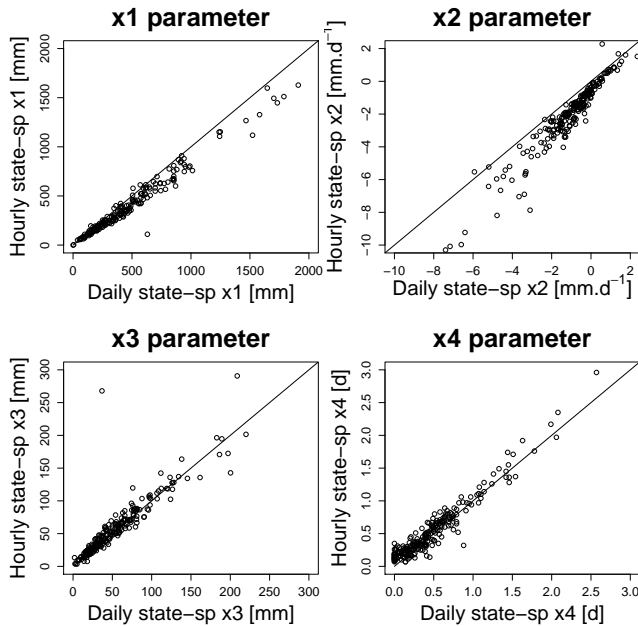 x1 parameter
Hourly state−sp x1 [mm]
0 500 1000 1500 2000
0 500 1000 1500 2000
Daily state−sp x1 [mm]
x2 parameter
Hourly state−sp x2 [mm.d−1]
−10 −8 −6 −4 −2 0 2
−10 −8 −6 −4 −2 0 2
Daily state−sp x2 [mm.d−1]
x3 parameter
Hourly state−sp x3 [mm]
0 50 100 150 200 300
0 50 100 150 200 250 300
Daily state−sp x3 [mm]
x4 parameter
Hourly state−sp x4 [d]
0.0 0.5 1.0 1.5 2.0 3.0
0.0 0.5 1.0 1.5 2.0 2.5 3.0
Daily state−sp x4 [d]